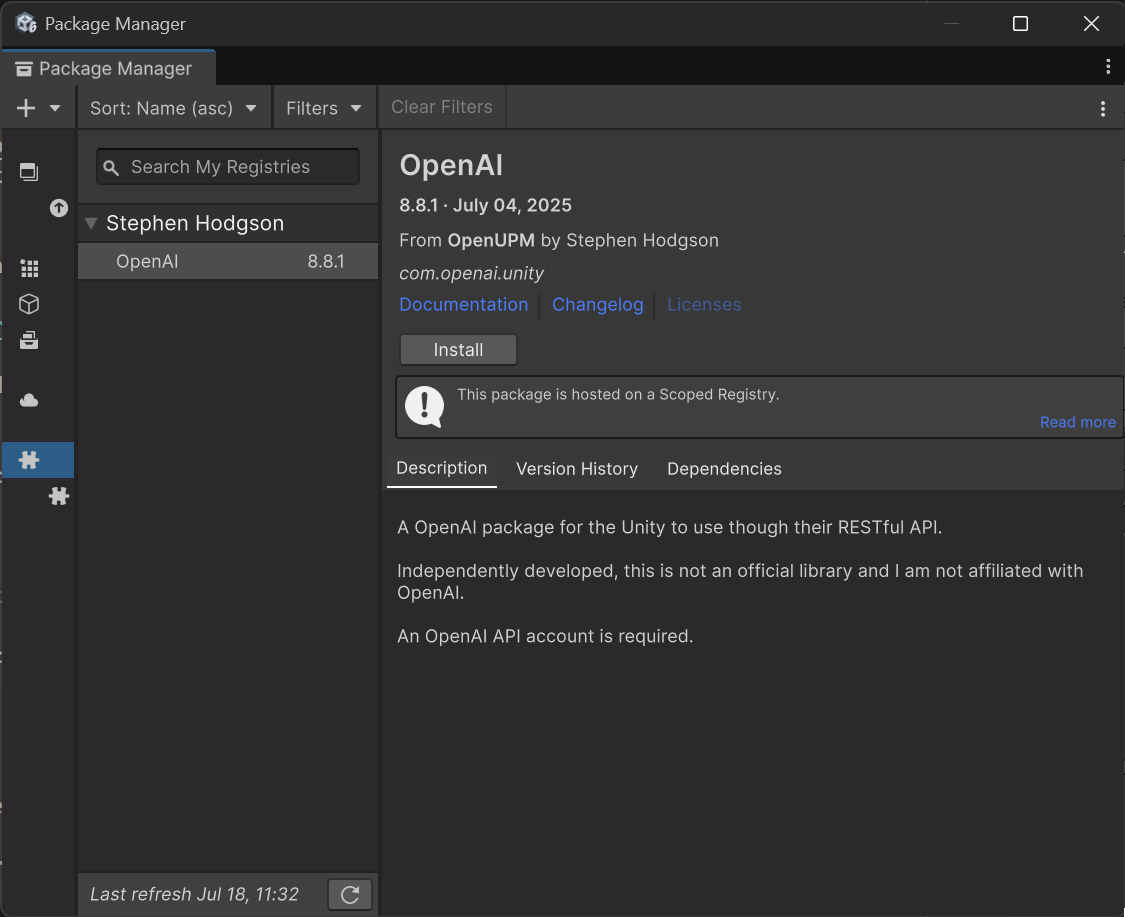 Package Manager
Package Manager
Sort: Name (asc)
Filters
Clear Filters
Search My Registries
Stephen Hodgson
OpenAI 8.8.1
Last refresh Jul 18, 11:32
OpenAI
8.8.1 · July 04, 2025
From OpenUPM by Stephen Hodgson
com.openai.unity
Documentation
Changelog
Licenses
Install
This package is hosted on a Scoped Registry.
Read more
Description
Version History
Dependencies
A OpenAI package for the Unity to use though their RESTful API.
Independently developed, this is not an official library and I am not affiliated with
OpenAI.
An OpenAI API account is required.